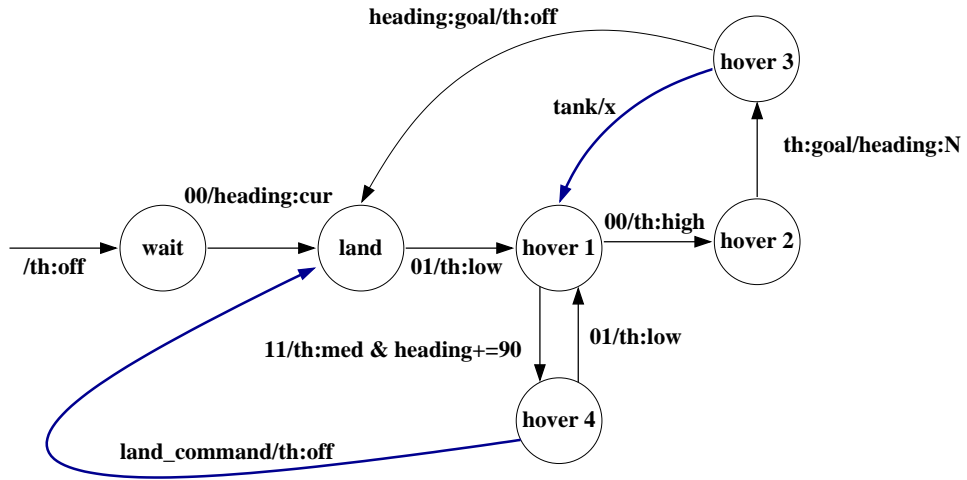 heading:goal/th:off
hover 3
tank/x
th:goal/heading:N
00/heading:cur
00/th:high
wait
land
hover 1
hover 2
/th:off
01/th:low
11/th:med & heading+=90
01/th:low
hover 4
land_command/th:off